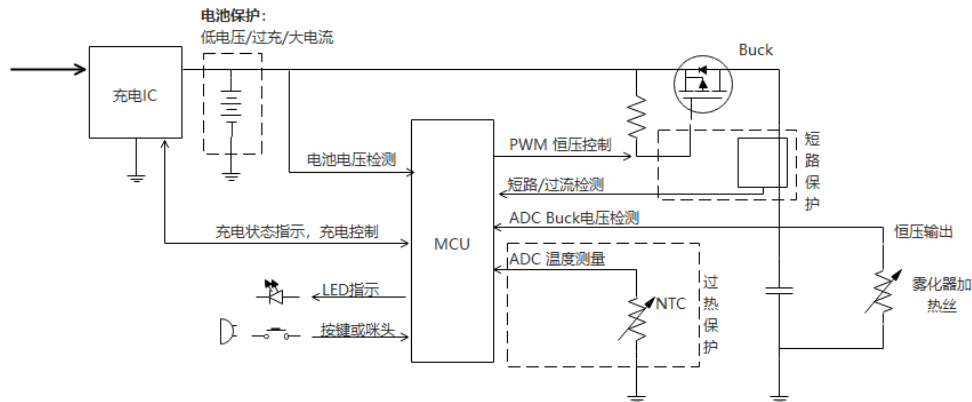 电池保护：
低电压/过充/大电流
Buck
充电IC
PWM 恒压控制
短路保护
电池电压检测
短路/过流检测
ADC Buck电压检测
恒压输出
充电状态指示，充电控制
MCU
ADC 温度测量
过热保护
NTC
雾化器加
热丝
LED指示
按键或咪头